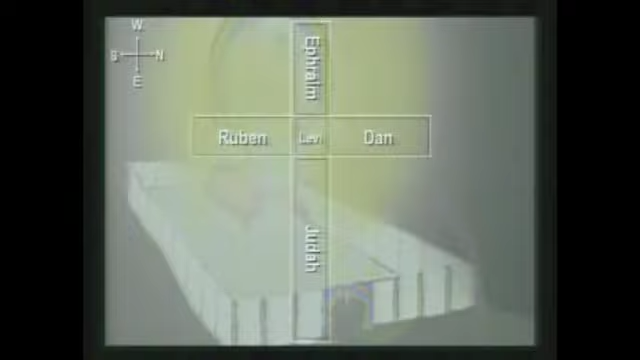 W
S N
E
Ephraim
Ruben Levi Dan
Judah